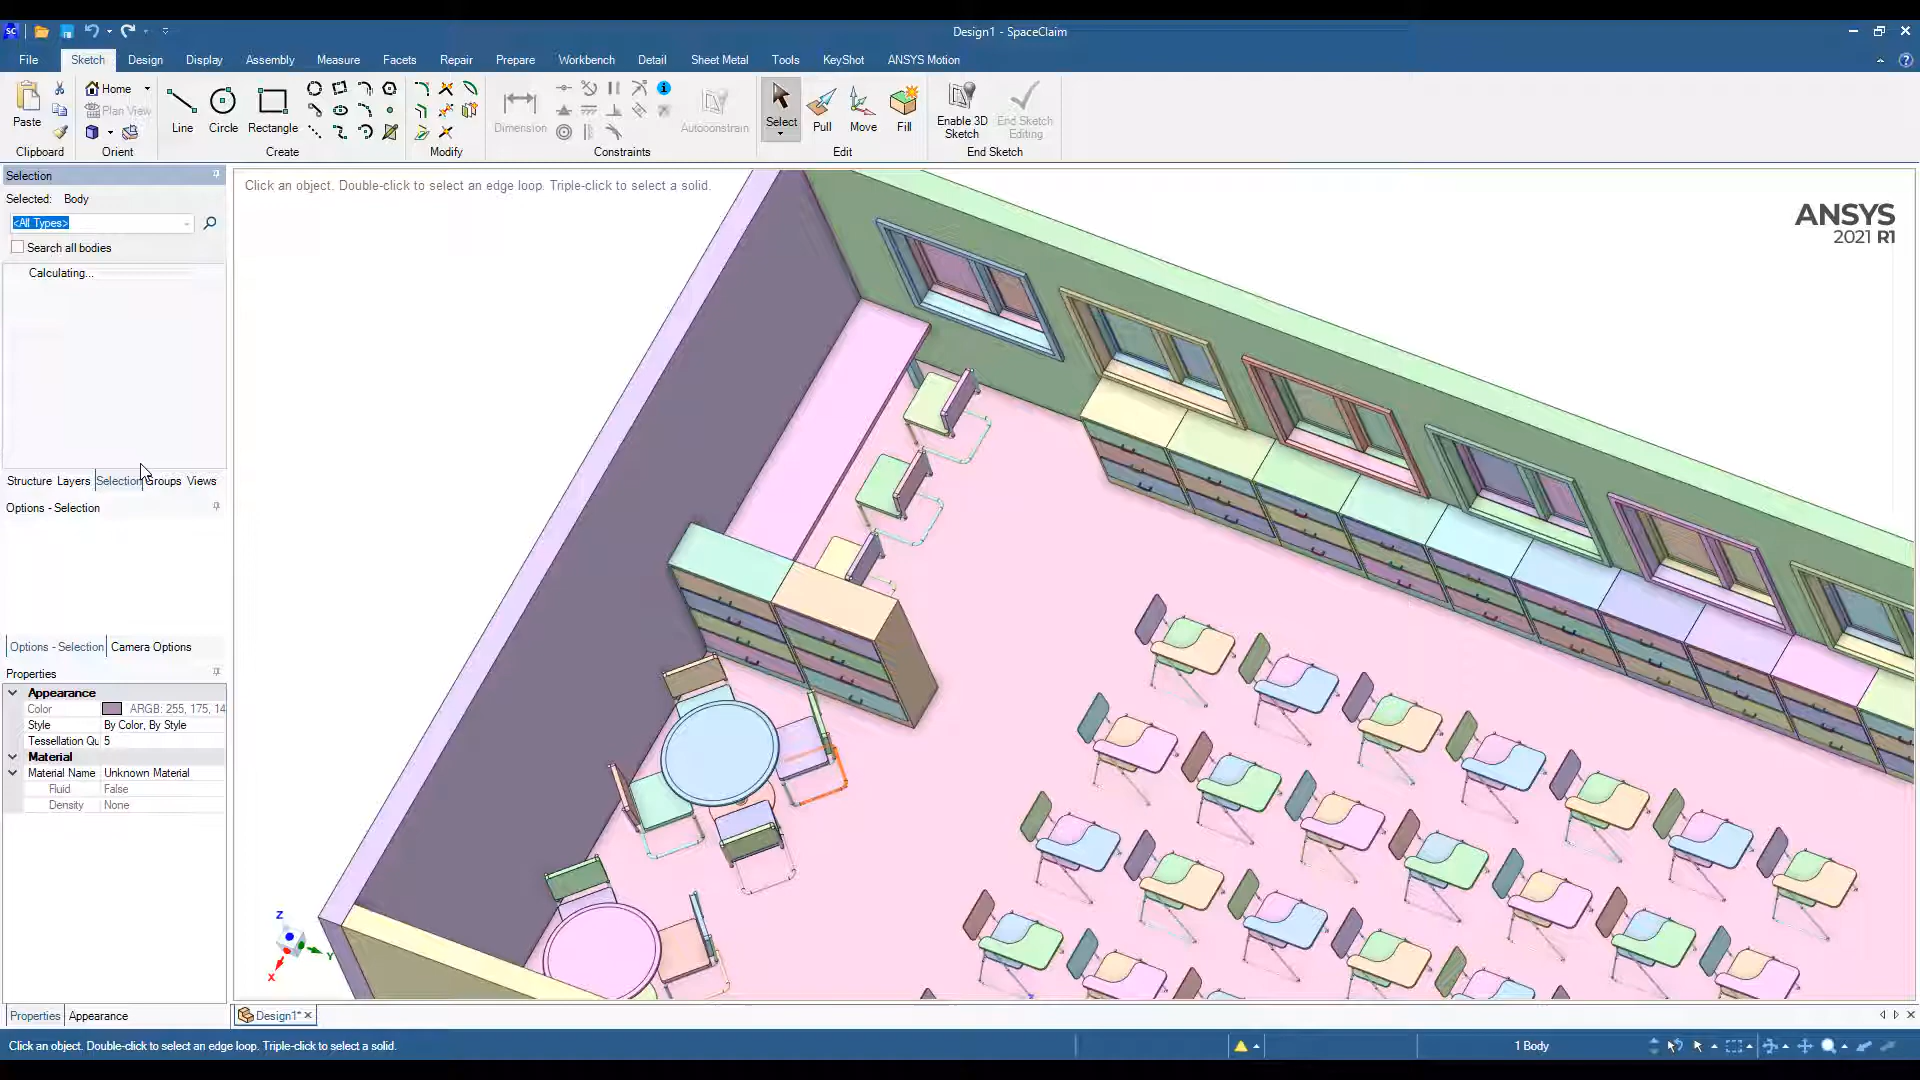 Design1 - SpaceClaim
File Sketch Design Display Assembly Measure Facets Repair Prepare Workbench Detail Sheet Metal Tools KeyShot ANSYS Motion
Paste
Home
Plan View
Line Circle Rectangle
Dimension
Autoconstrain
Select Pull Move Fill
Enable 3D Sketch
End Sketch Editing
Clipboard Orient Create Modify Constraints Edit End Sketch
Selection
Selected: Body
<All Types>
Search all bodies
Calculating...
Structure Layers Selection Groups Views
Options - Selection
Options - Selection Camera Options
Properties
Appearance
Color ARGB: 255, 175, 14
Style By Color, By Style
Tessellation Qu 5
Material
Material Name Unknown Material
Fluid False
Density None
Properties Appearance
Click an object. Double-click to select an edge loop. Triple-click to select a solid.
ANSYS
2021 R1
Z
Y
X
Design1*
Click an object. Double-click to select an edge loop. Triple-click to select a solid.
1 Body